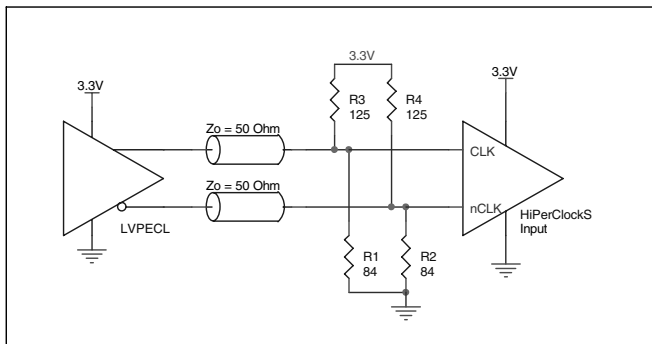 3.3V
3.3V
3.3V
R3
125
R4
125
Zo = 50 Ohm
CLK
Zo = 50 Ohm
nCLK
HiPerClockS
Input
LVPECL
R1
84
R2
84